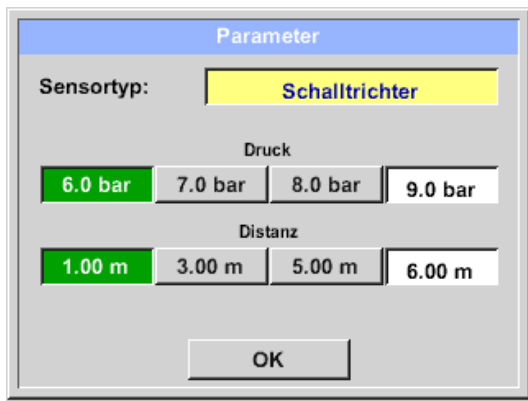 Parameter
Sensortyp: Schalltrichter
Druck
6.0 bar 7.0 bar 8.0 bar 9.0 bar
Distanz
1.00 m 3.00 m 5.00 m 6.00 m
OK